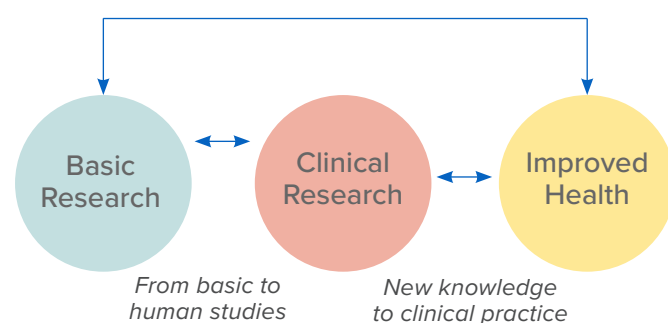 Basic
Research
Clinical
Research
Improved
Health
From basic to
human studies
New knowledge
to clinical practice